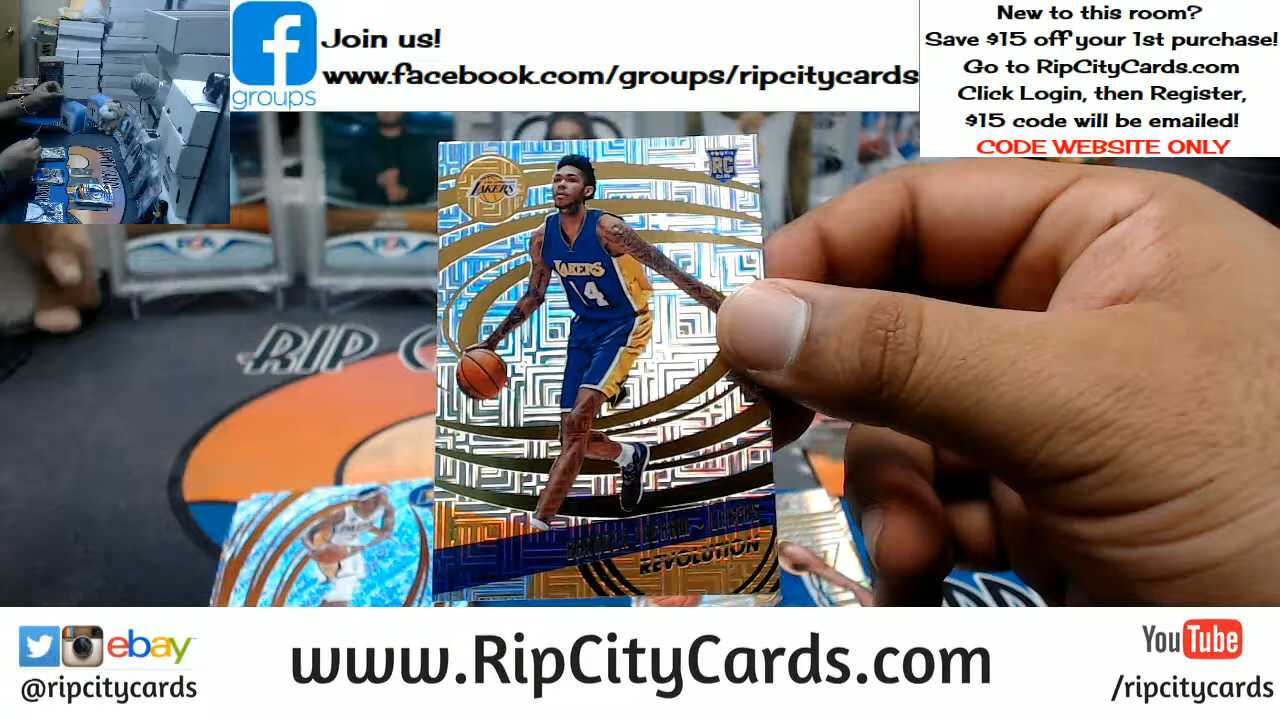 Join us!
www.facebook.com/groups/ripcitycards
groups
New to this room?
Save $15 off your 1st purchase!
Go to RipCityCards.com
Click Login, then Register,
$15 code will be emailed!
CODE WEBSITE ONLY
RC
LAKERS
LAKERS
14
RIP C
LAKERS
REVOLUTION
ebay
@ripcitycards
www.RipCityCards.com
YouTube
/ripcitycards